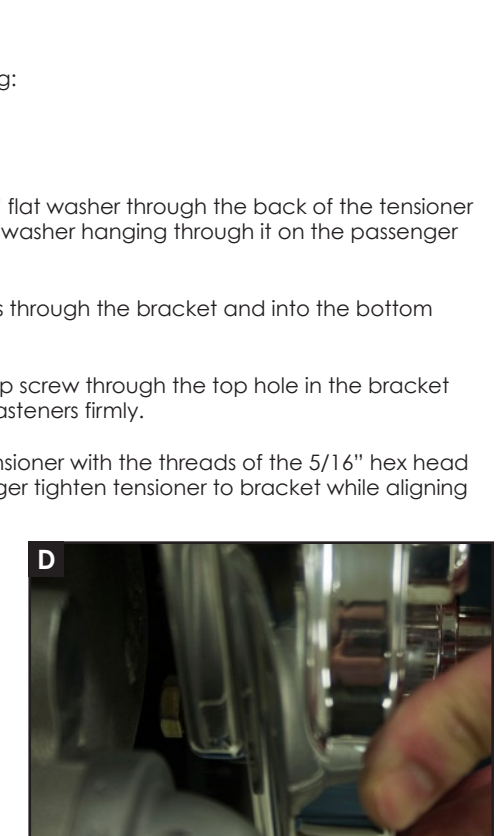 g:
flat washer through the back of the tensioner
washer hanging through it on the passenger
s through the bracket and into the bottom
p screw through the top hole in the bracket
asteners firmly.
nsioner with the threads of the 5/16” hex head
ger tighten tensioner to bracket while aligning
D